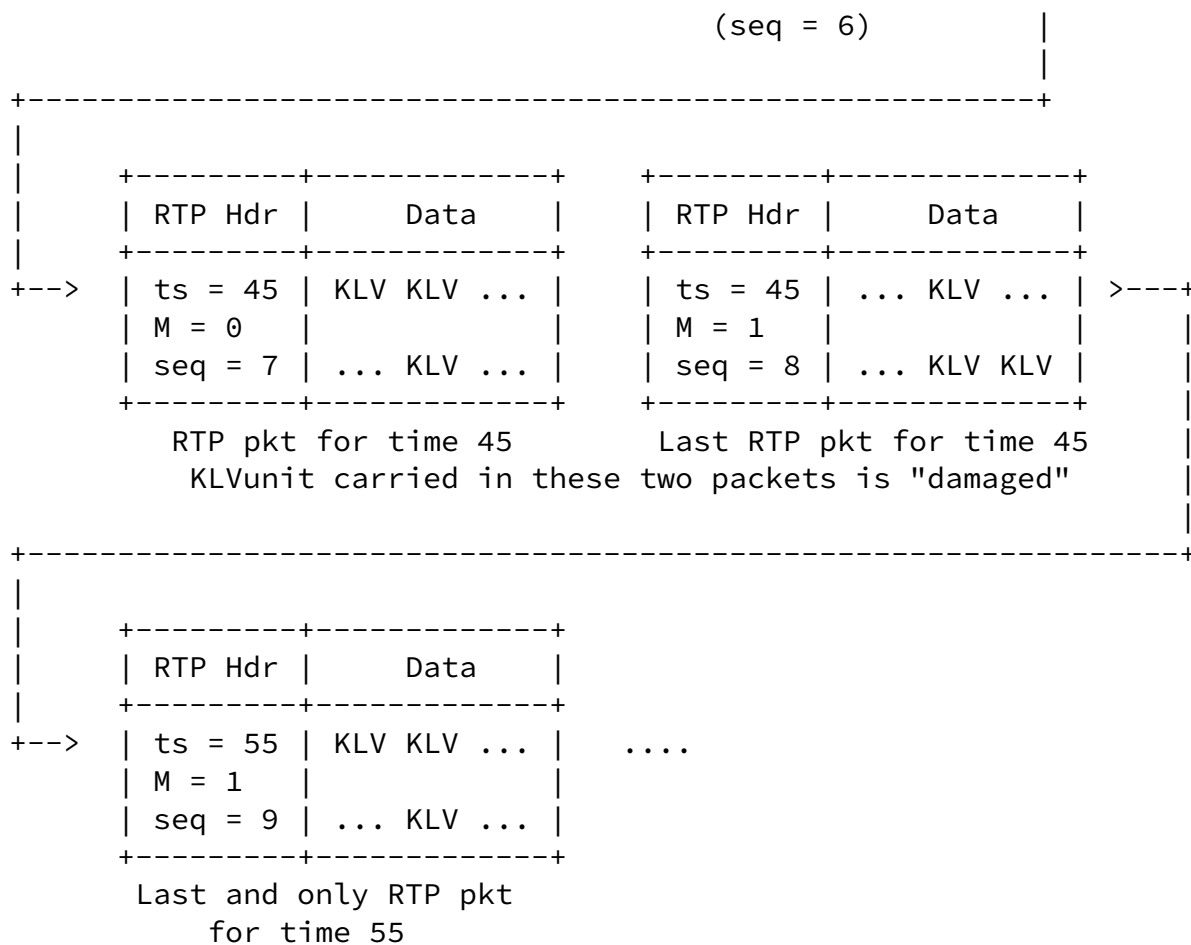 (seq = 6)
RTP Hdr | Data | RTP Hdr | Data
ts = 45 | KLV KLV ... | ts = 45 | ... KLV ... | >---+
M = 0 | M = 1
seq = 7 | ... KLV ... | seq = 8 | ... KLV KLV
RTP pkt for time 45 Last RTP pkt for time 45
KLVunit carried in these two packets is "damaged"
RTP Hdr | Data
+--> | ts = 55 | KLV KLV ... | ....
M = 1
seq = 9 | ... KLV ...
Last and only RTP pkt
for time 55